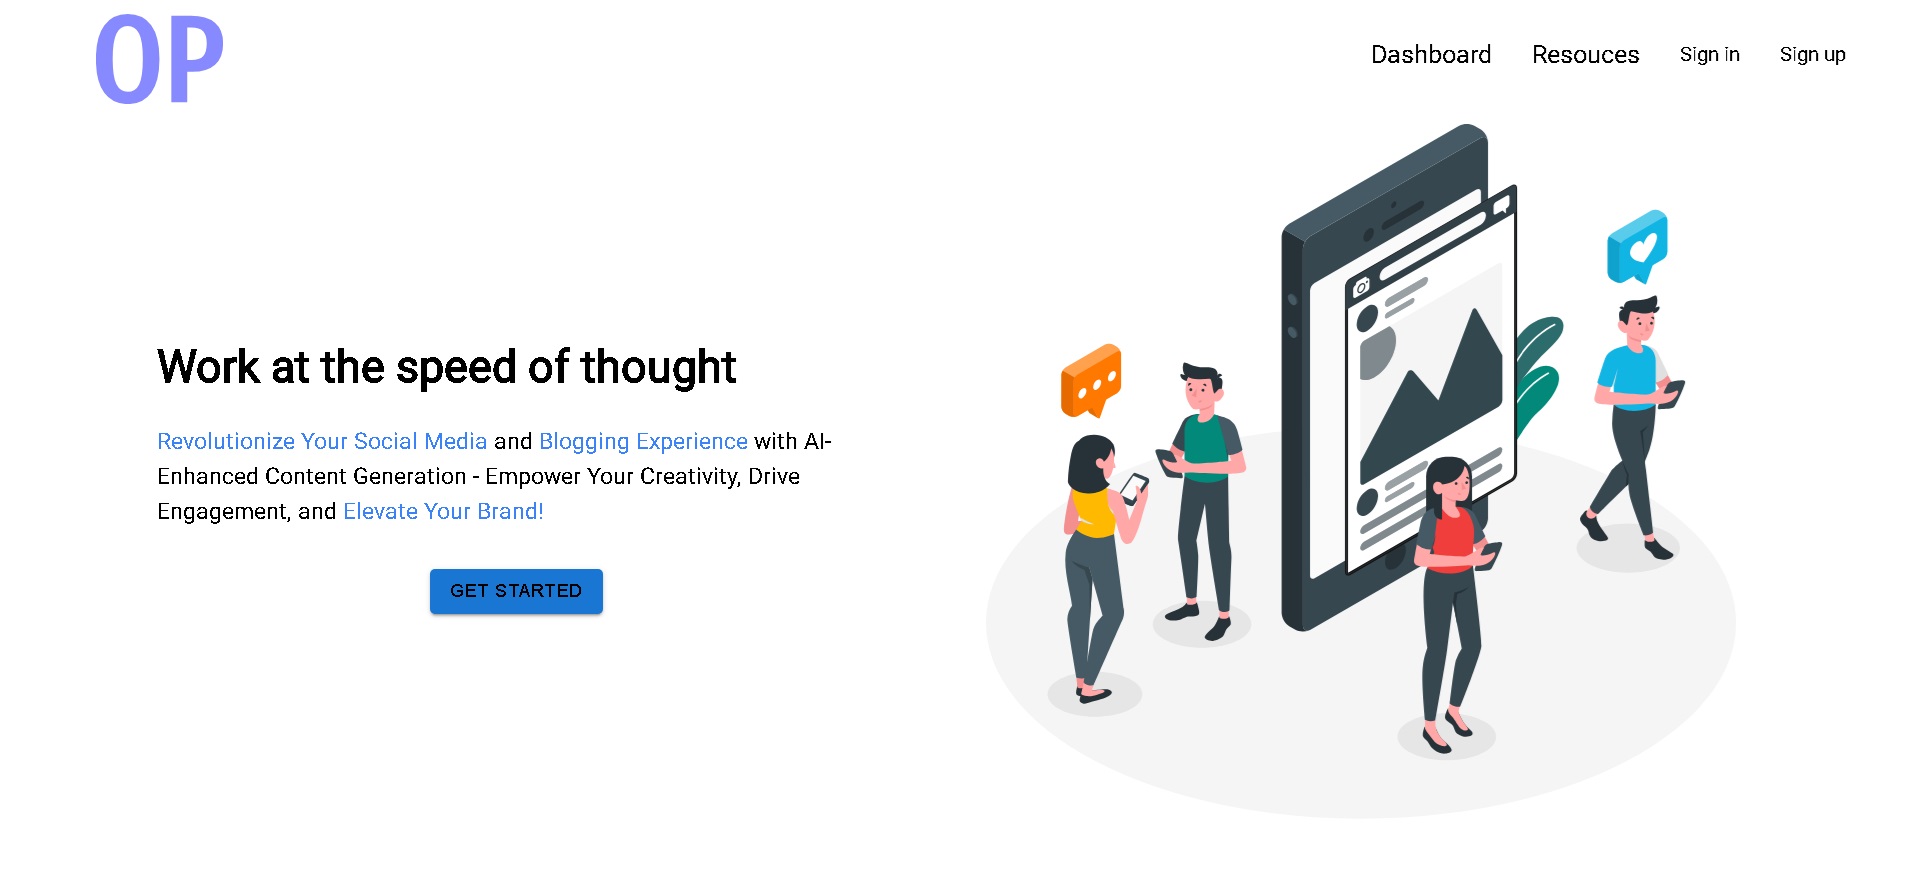 OP
Dashboard Resouces Sign in Sign up
Work at the speed of thought
Revolutionize Your Social Media and Blogging Experience with AI-
Enhanced Content Generation - Empower Your Creativity, Drive
Engagement, and Elevate Your Brand!
GET STARTED